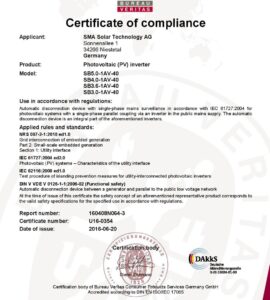 BUREAU
VERITAS
Certificate of compliance
Applicant: SMA Solar Technology AG
Sonnenallee 1
34266 Niestetal
Germany
Product: Photovoltaic (PV) inverter
Model: SB5.0-1AV-40
SB4.0-1AV-40
SB3.6-1AV-40
SB3.0-1AV-40
Use in accordance with regulations:
Automatic disconnection device with single-phase mains surveillance in accordance with IEC 61727:2004 for
photovoltaic systems with a single-phase parallel coupling via an inverter in the public mains supply. The automatic
disconnection device is an integral part of the aforementioned inverters.
Applied rules and standards:
NRS 097-2-1:2010 ed1.0
Grid interconnection of embedded generation
Part 2: Small-scale embedded generation
Section 1: Utility interface
IEC 61727:2004 ed2.0
Photovoltaic (PV) systems – Characteristics of the utility interface
IEC 62116:2008 ed1.0
Test procedure of islanding prevention measures for utility-interconnected photovoltaic inverters
DIN V VDE V 0126-1-1:2006-02 (Functional safety)
Automatic disconnection device between a generator and the public low voltage network
At the time of issue of this certificate the safety concept of an aforementioned representative product corresponds to
the valid safety specifications for the specified use in accordance with regulations.
Report number: 16040BN064-3
Certificate number: U16-0354
Date of issue: 2016-06-20
Certification body
DAkkS
Deutsche
Akkreditierungsstelle
Certification body of Bureau Veritas Consumer Products Services Germany GmbH
Accredited according to DIN EN ISO/IEC 17065